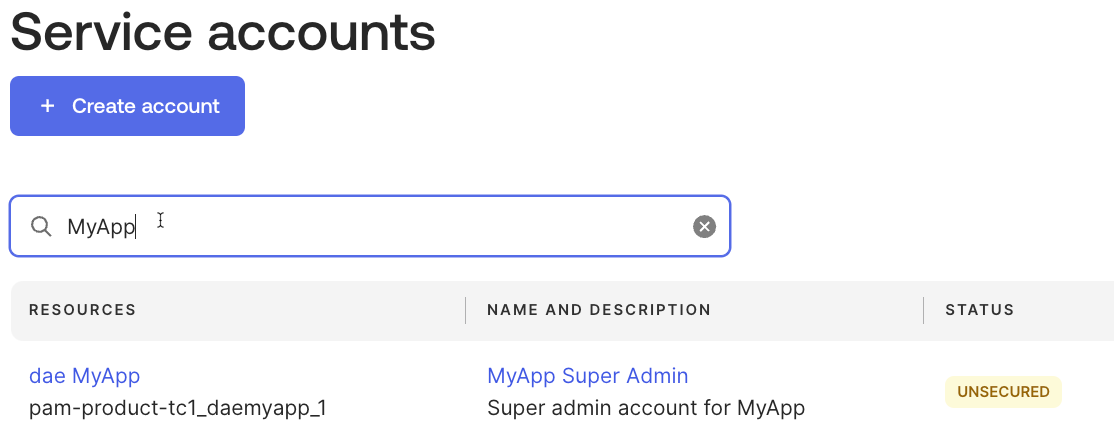 Service accounts
+ Create account
MyApp
RESOURCES NAME AND DESCRIPTION STATUS
dae MyApp MyApp Super Admin UNSECURED
pam-product-tc1_daemyapp_1 Super admin account for MyApp